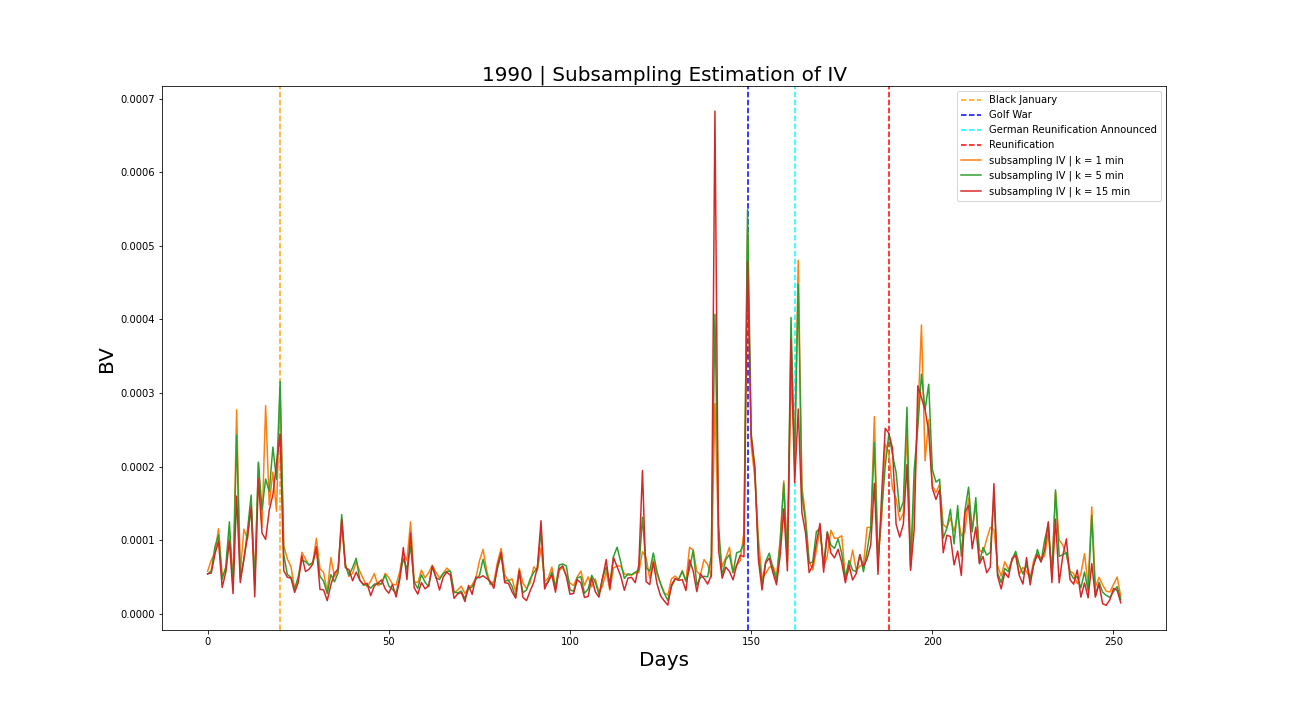 1990 | Subsampling Estimation of IV
0.0007
0.0006
0.0005
0.0004
0.0003
0.0002
0.0001
0.0000
BV
0
50
100
150
200
250
Days
Black January
Golf War
German Reunification Announced
Reunification
subsampling IV | k = 1 min
subsampling IV | k = 5 min
subsampling IV | k = 15 min